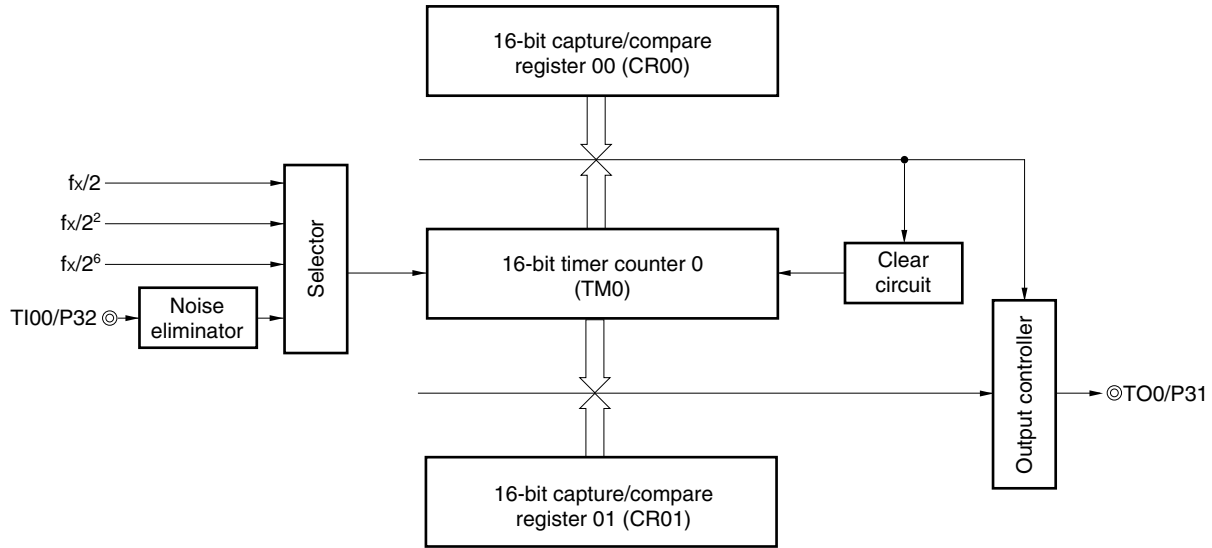 16-bit capture/compare
register 00 (CR00)
fx/2
fx/2²
fx/2⁶
TI00/P32
Noise
eliminator
Selector
16-bit timer counter 0
(TM0)
Clear
circuit
Output controller
TO0/P31
16-bit capture/compare
register 01 (CR01)